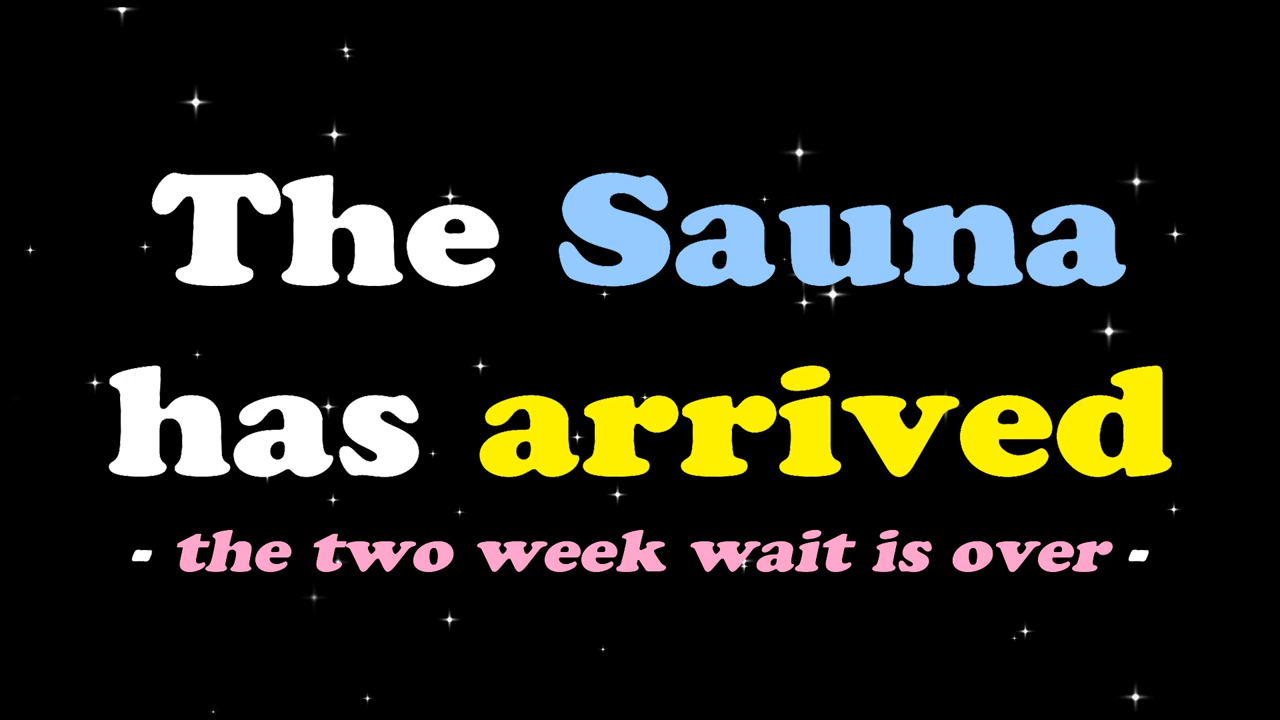 The Sauna
has arrived
- the two week wait is over -